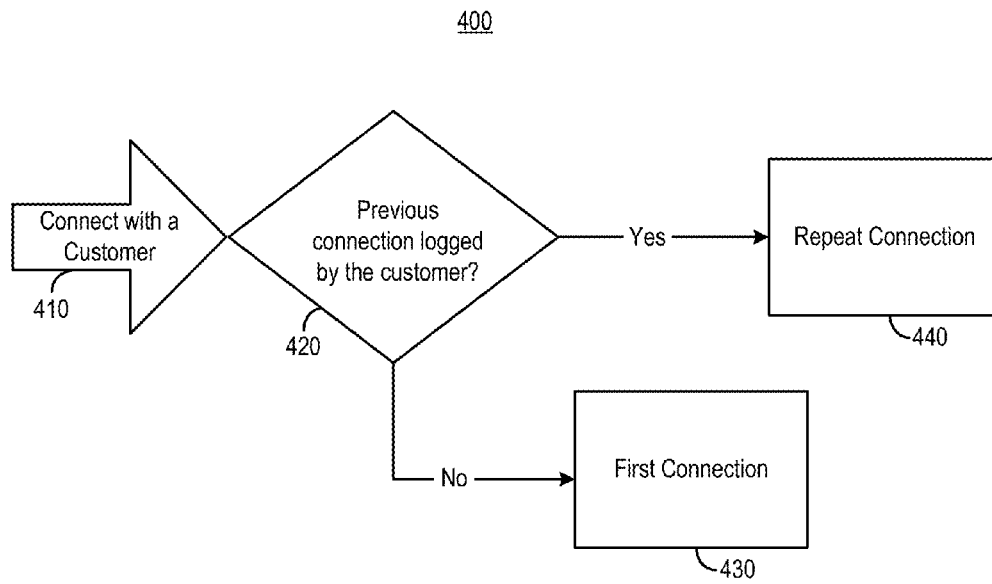 400
Connect with a
Customer
410
Previous
connection logged
by the customer?
420
Yes
Repeat Connection
440
No
First Connection
430